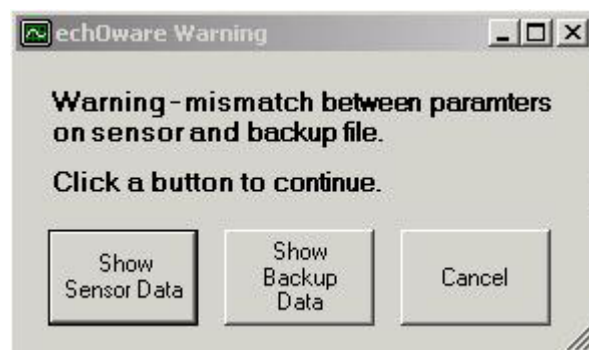 echOware Warning
Warning - mismatch between paramters
on sensor and backup file.
Click a button to continue.
Show
Sensor Data
Show
Backup
Data
Cancel